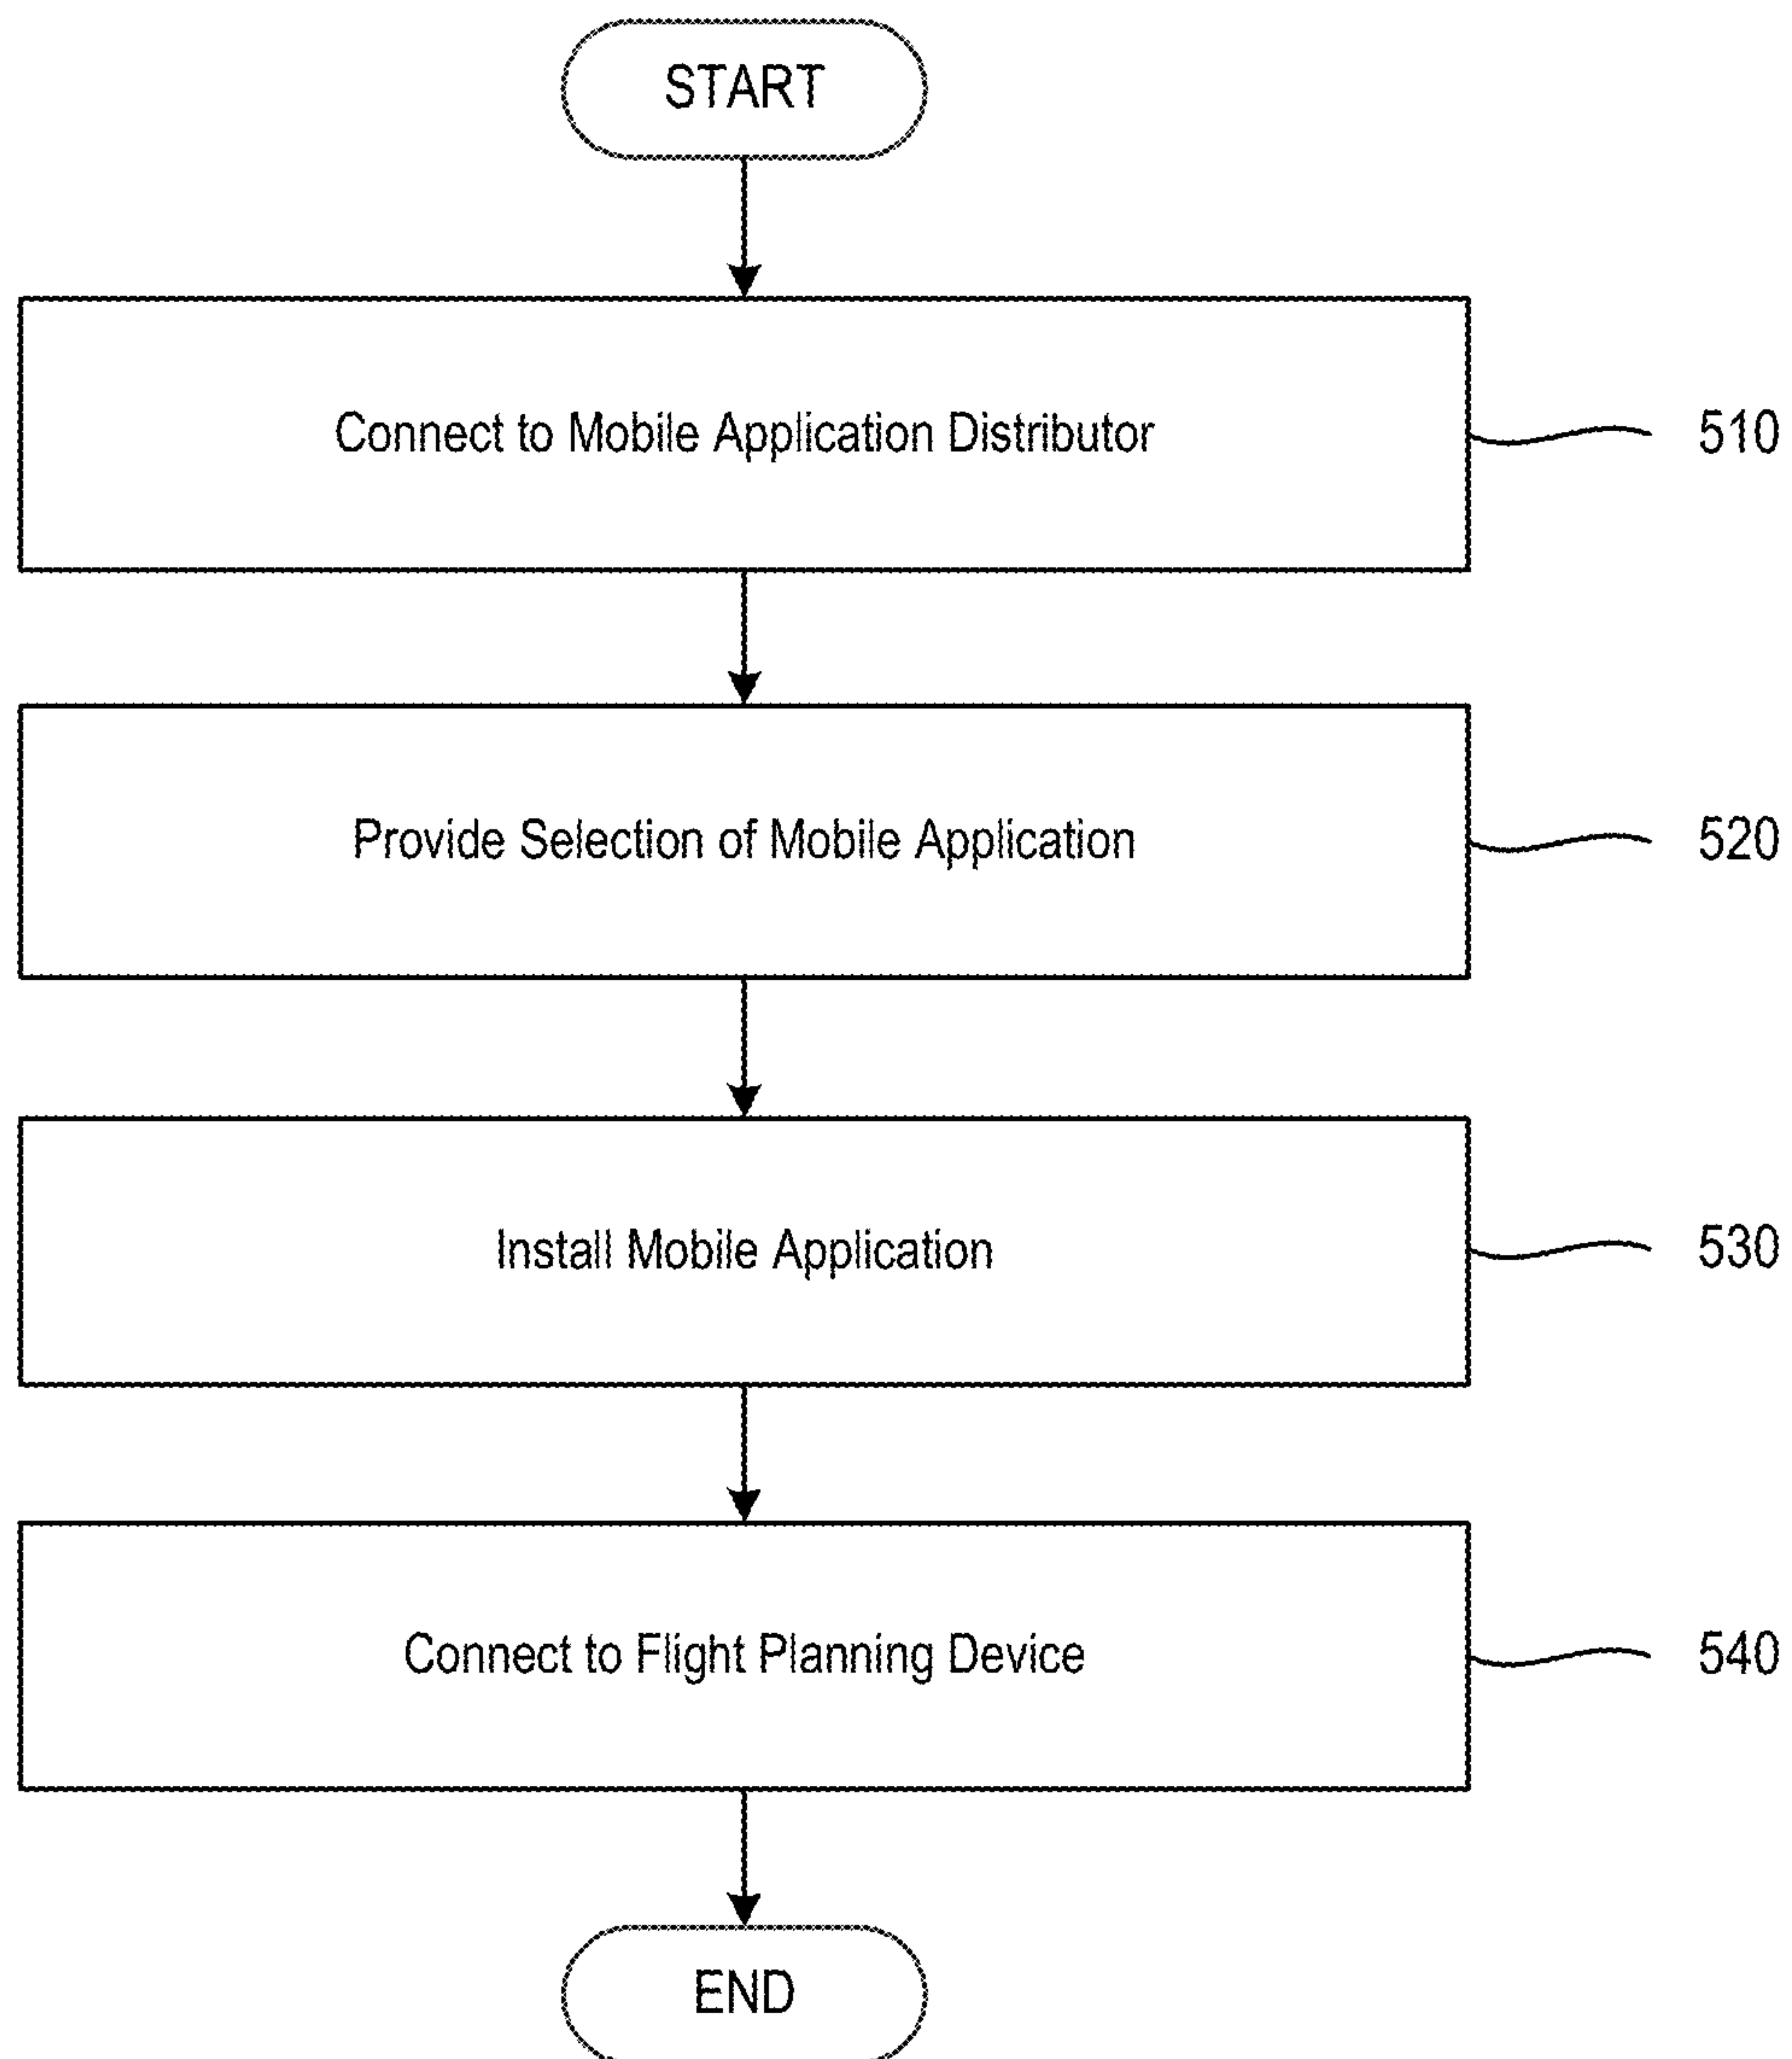 START
Connect to Mobile Application Distributor
510
Provide Selection of Mobile Application
520
Install Mobile Application
530
Connect to Flight Planning Device
540
END